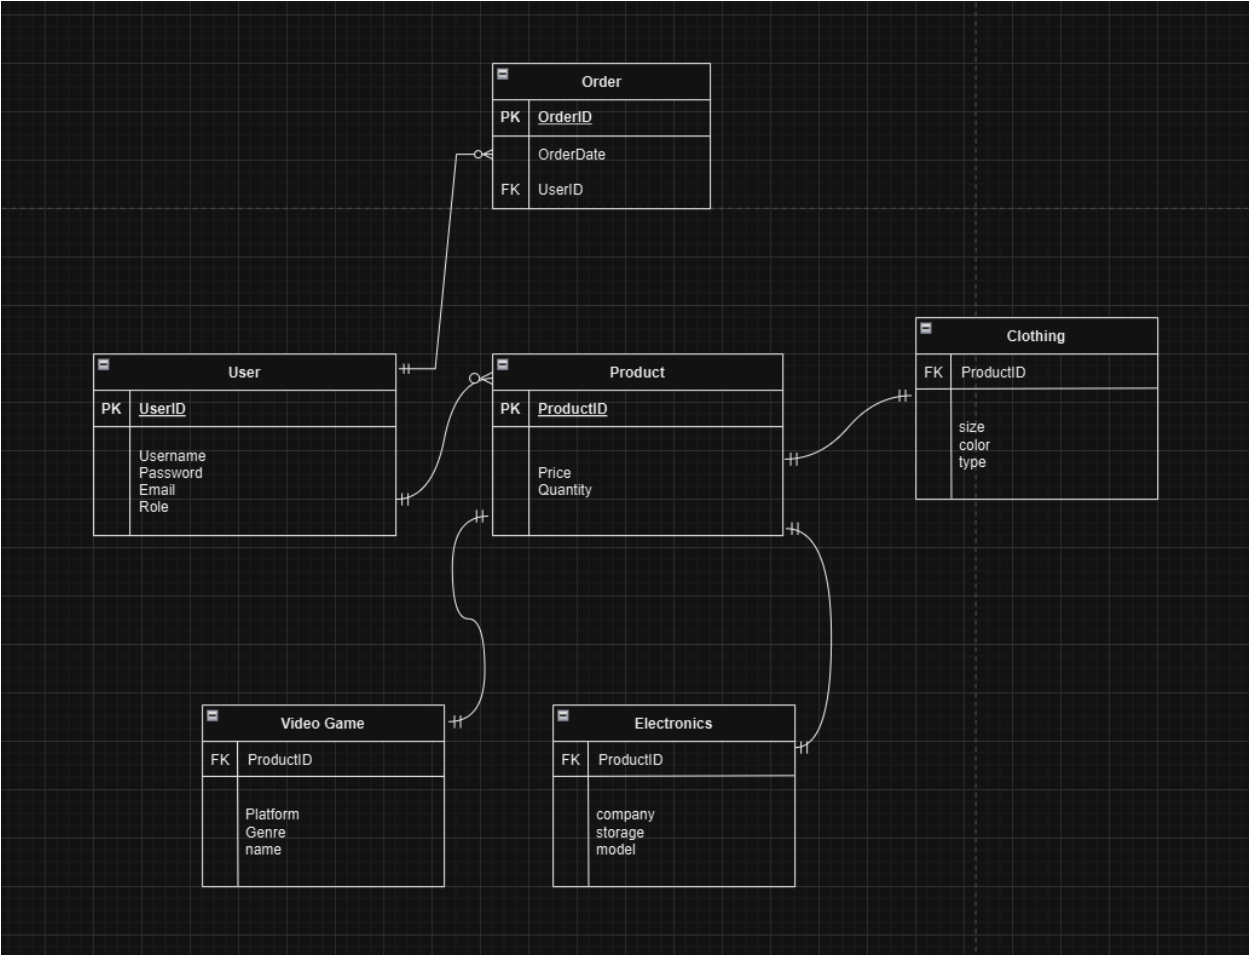 Order
PK OrderID
OrderDate
FK UserID
User
PK UserID
Username
Password
Email
Role
Product
PK ProductID
Price
Quantity
Clothing
FK ProductID
size
color
type
Video Game
FK ProductID
Platform
Genre
name
Electronics
FK ProductID
company
storage
model